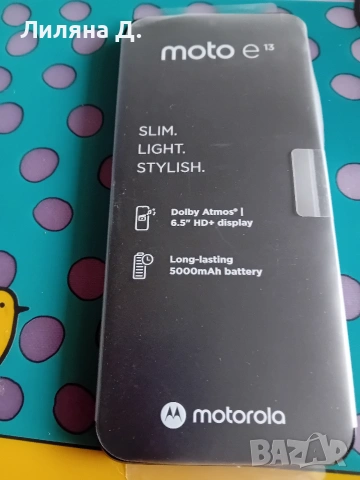 Лиляна Д.
moto e13
SLIM.
LIGHT.
STYLISH.
Dolby Atmos® |
6.5" HD+ display
Long-lasting
5000mAh battery
motorola
BAZAR